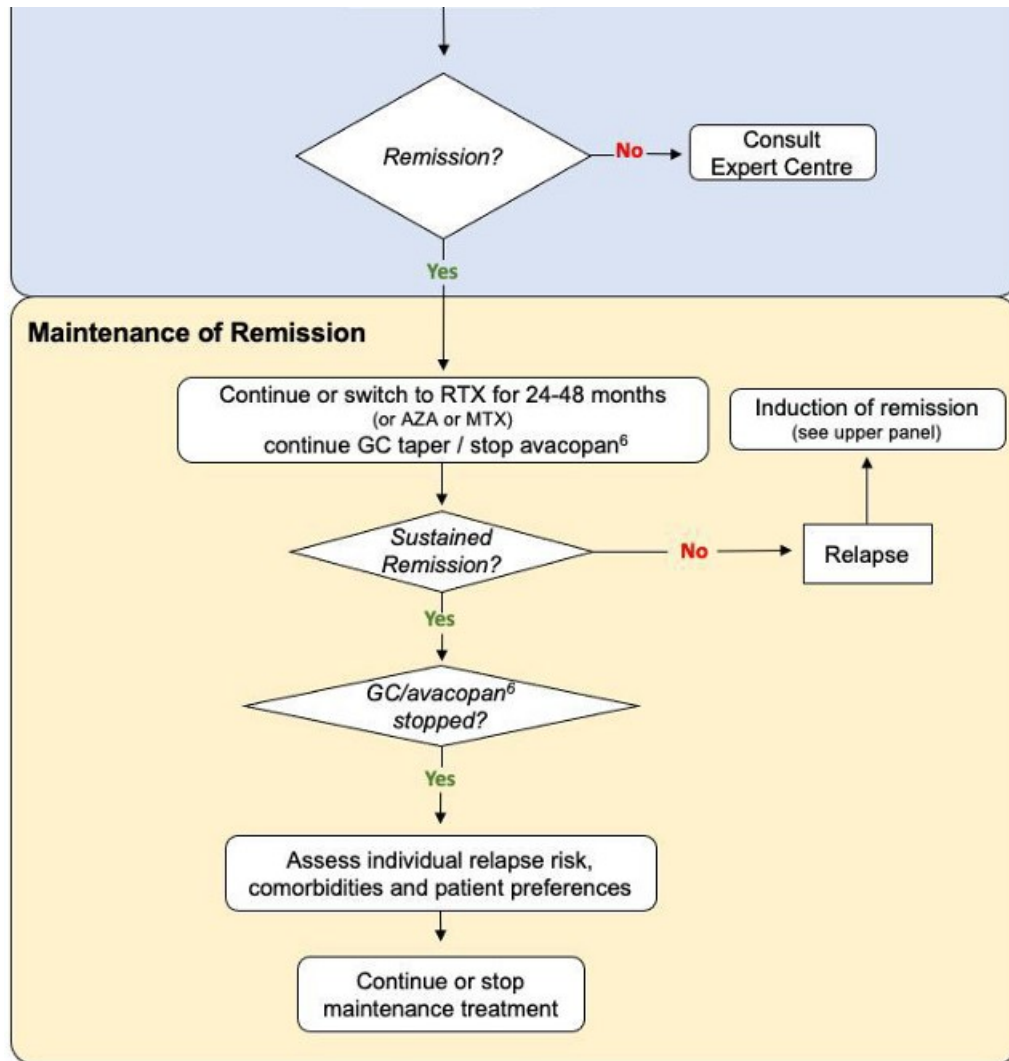 Remission?
No
Consult
Expert Centre
Yes
Maintenance of Remission
Continue or switch to RTX for 24-48 months
(or AZA or MTX)
continue GC taper / stop avacopan⁶
Induction of remission
(see upper panel)
Sustained
Remission?
No
Relapse
Yes
GC/avacopan⁶
stopped?
Yes
Assess individual relapse risk,
comorbidities and patient preferences
Continue or stop
maintenance treatment